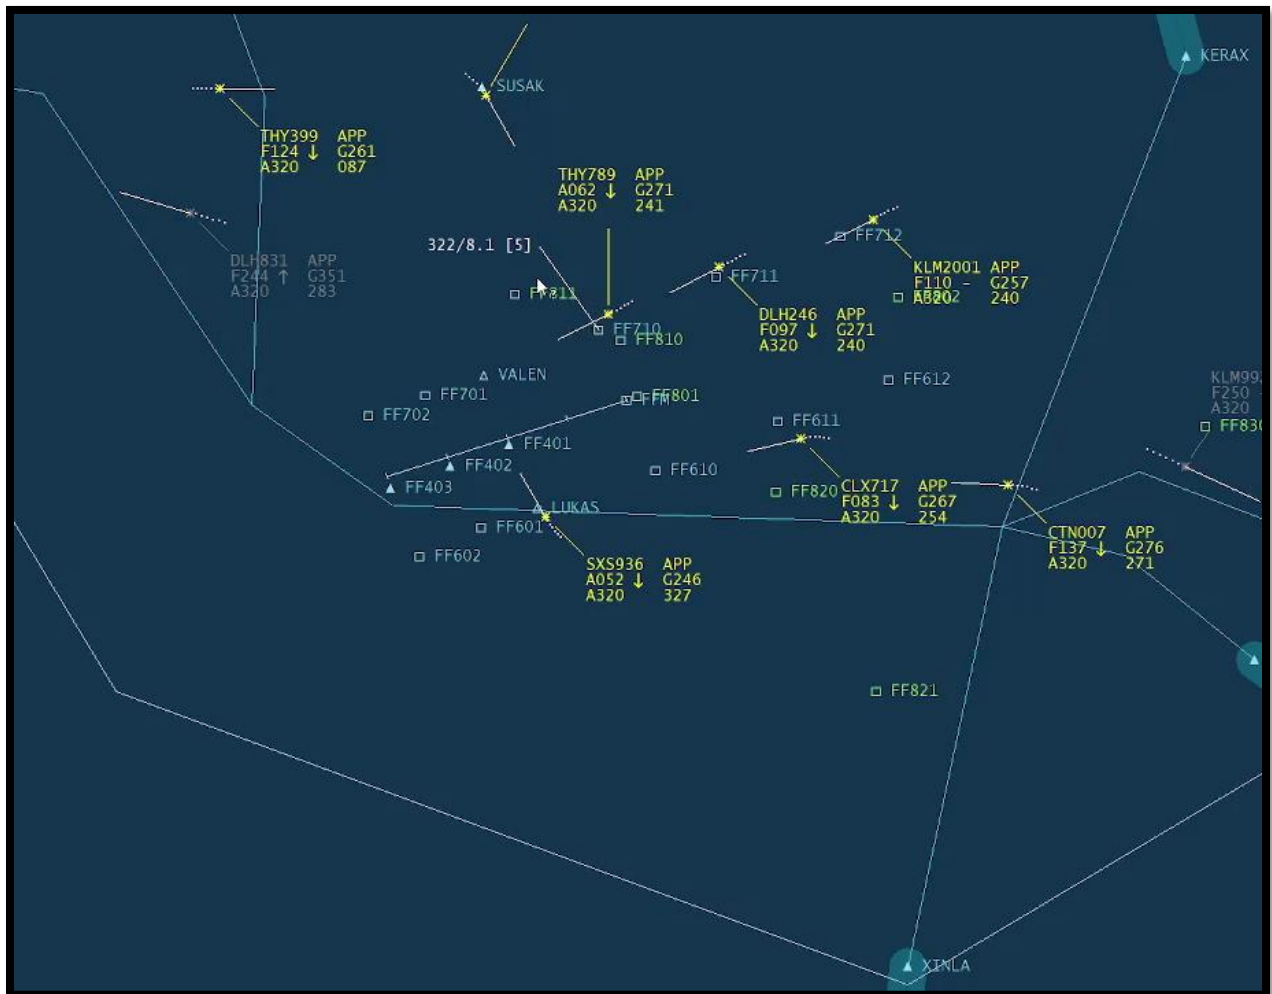 KERAX
SUSAK
THY399 APP
F124 ↓ G261
A320 087
THY789 APP
A062 ↓ G271
A320 241
322/8.1 [5]
FF712
DLH831 APP
F244 ↑ G351
A320 283
KLM2001 APP
F110 - G257
A320 240
FF711
FF811
DLH246 APP
F097 ↓ G271
A320 240
FF710
FF810
VALEN
FF612
KLM99
F250
A320
FF701
FF801
FFM
FF702
FF611
FF830
FF401
FF402
FF610
FF403
FF820
CLX717 APP
F083 ↓ G267
A320 254
LUKAS
FF601
CTN007 APP
F137 ↓ G276
A320 271
FF602
SXS936 APP
A052 ↓ G246
A320 327
FF821
XINLA